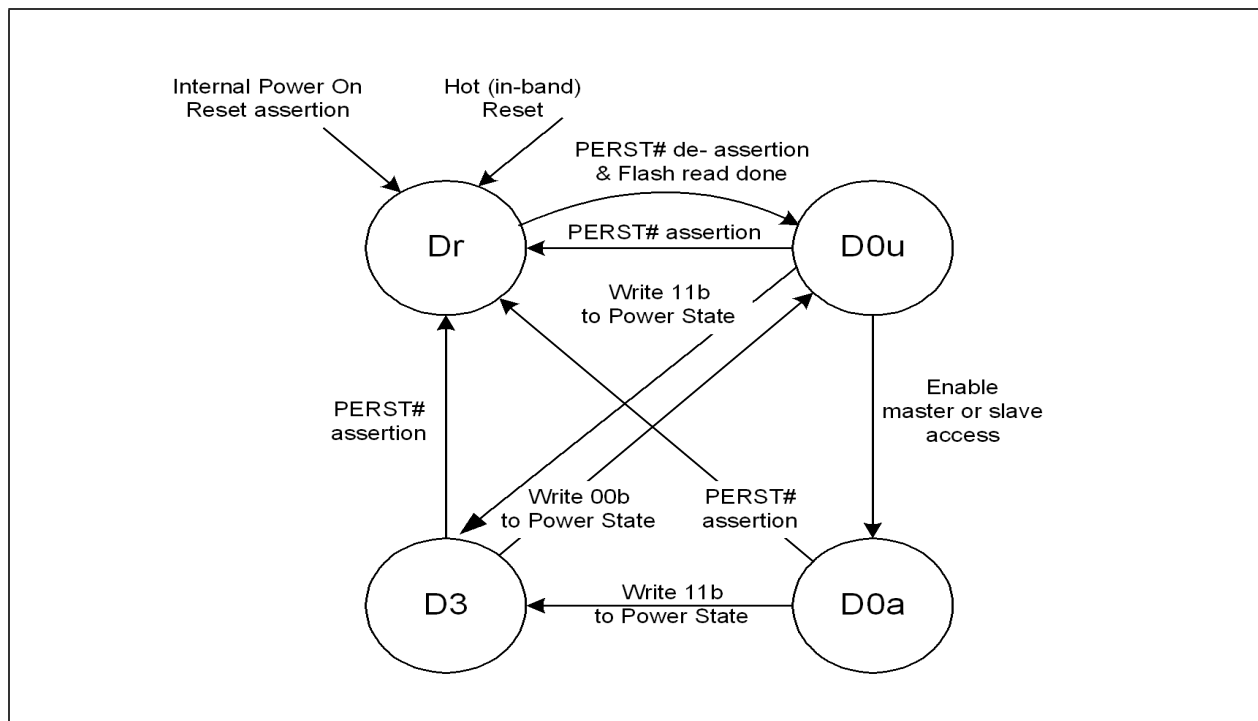 Internal Power On
Reset assertion
Hot (in-band)
Reset
PERST# de- assertion
& Flash read done
Dr
PERST# assertion
D0u
Write 11b
to Power State
PERST#
assertion
Enable
master or slave
access
Write 00b
to Power State
PERST#
assertion
D3
Write 11b
to Power State
D0a